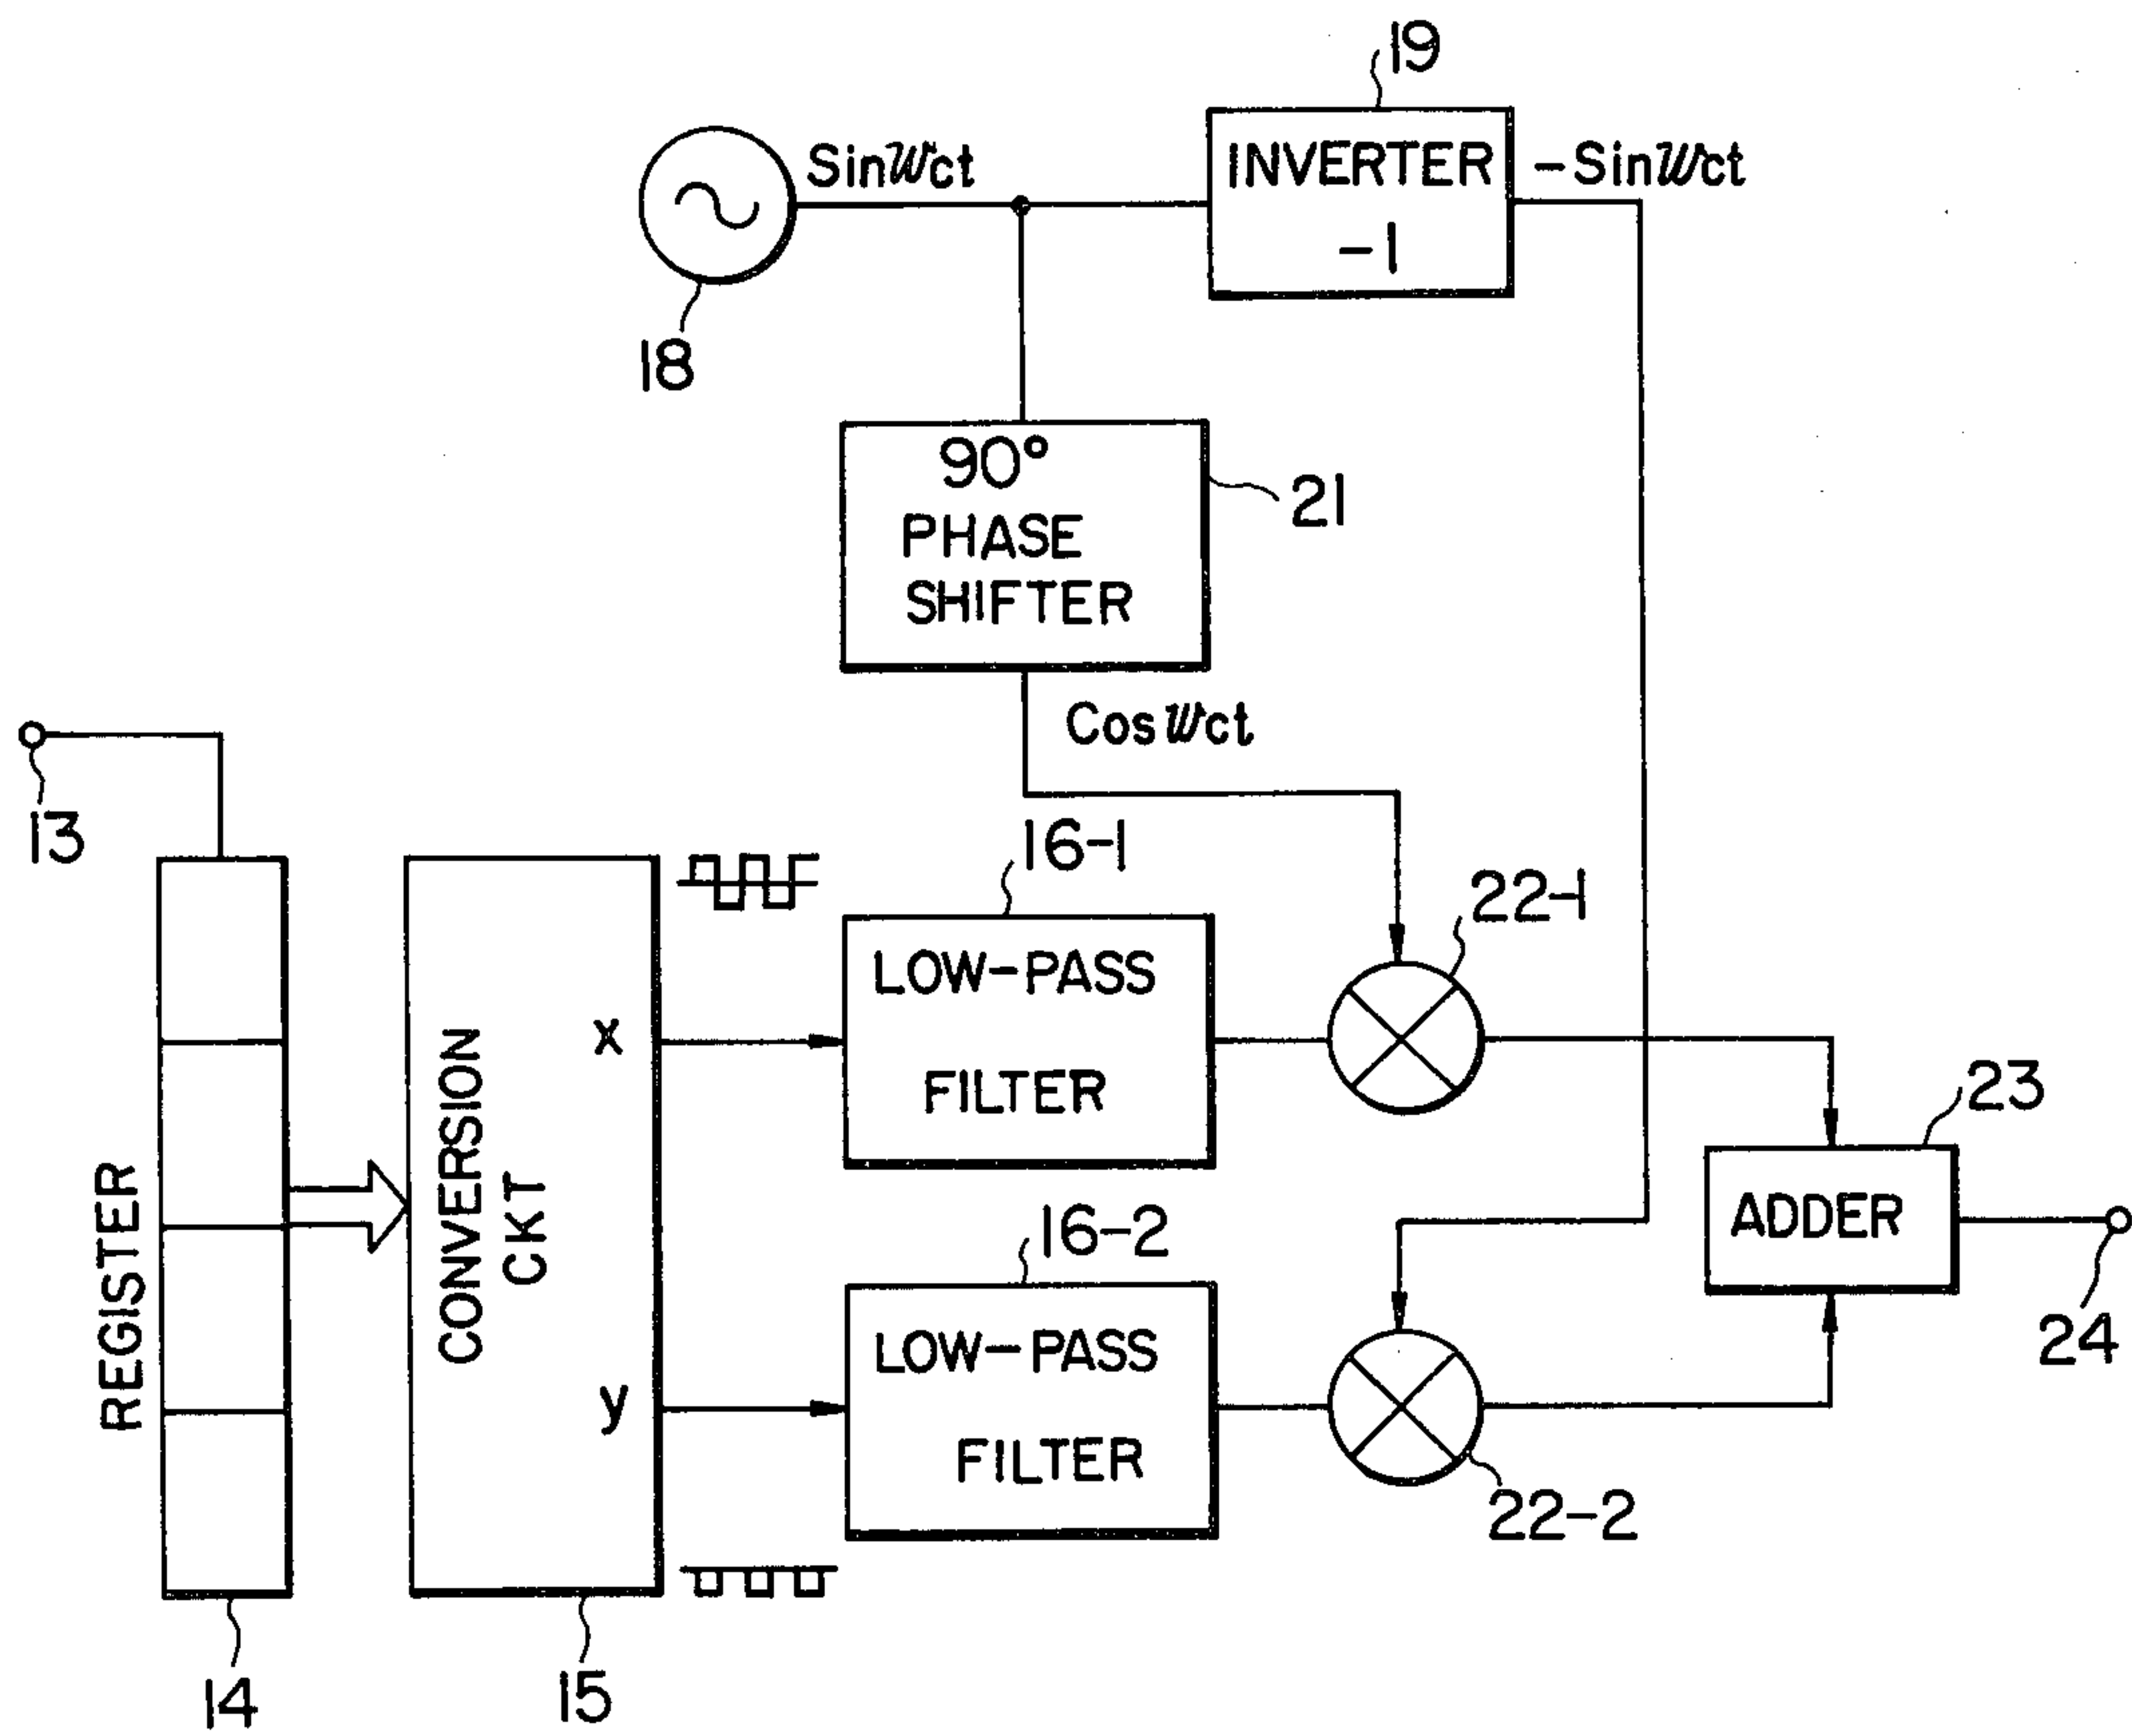 19
SinWct
INVERTER
-1
-SinWct
18
90°
PHASE
SHIFTER
21
CosWct
13
16-1
22-1
REGISTER
CONVERSION
CKT
x
y
LOW-PASS
FILTER
23
ADDER
16-2
LOW-PASS
FILTER
24
22-2
14
15